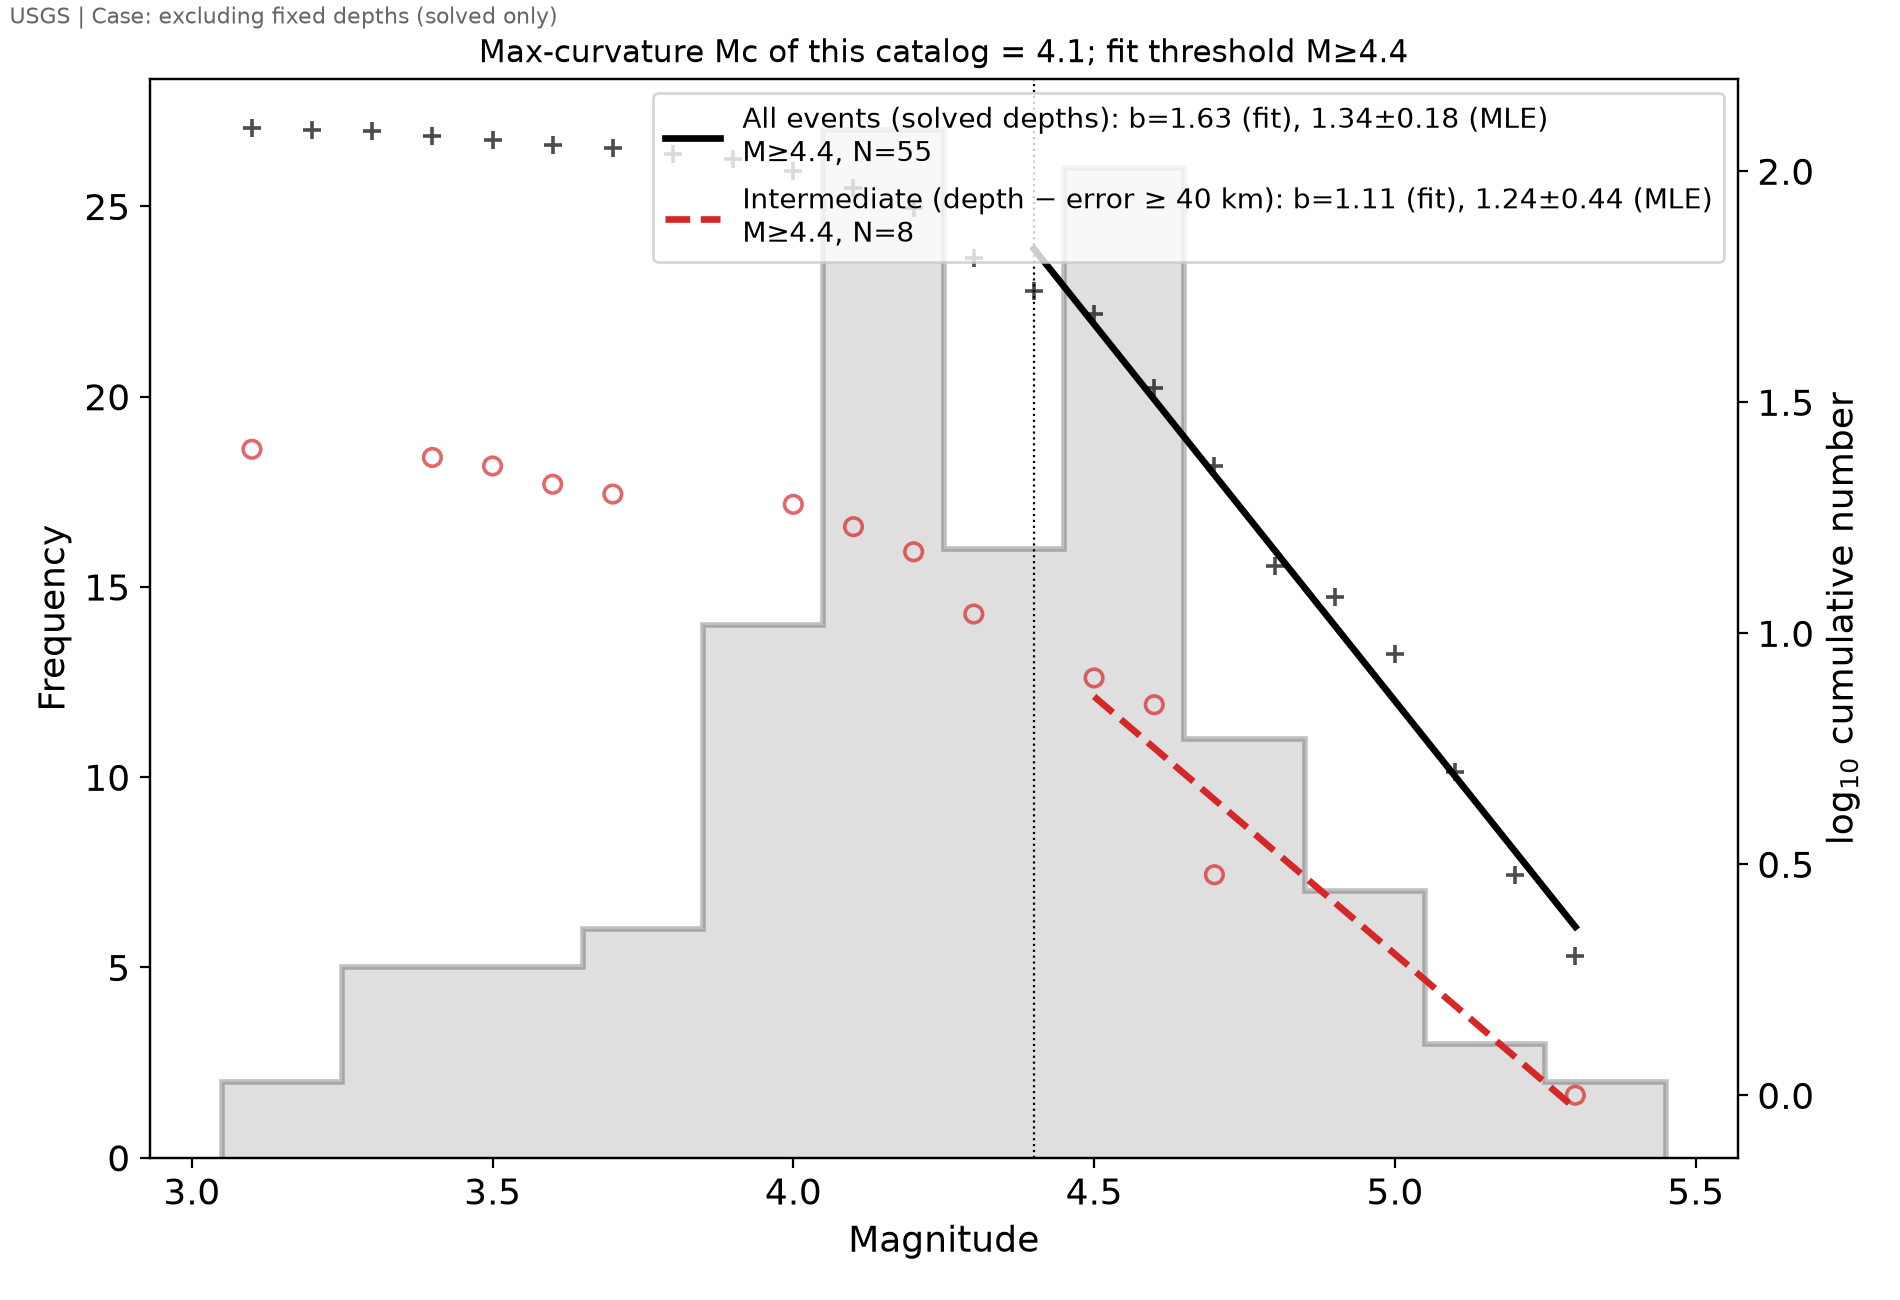 USGS | Case: excluding fixed depths (solved only)
Max-curvature Mc of this catalog = 4.1; fit threshold M≥4.4
All events (solved depths): b=1.63 (fit), 1.34±0.18 (MLE)
M≥4.4, N=55
Intermediate (depth − error ≥ 40 km): b=1.11 (fit), 1.24±0.44 (MLE)
M≥4.4, N=8
Frequency
25
20
15
10
5
0
2.0
1.5
1.0
0.5
0.0
log₁₀ cumulative number
3.0 3.5 4.0 4.5 5.0 5.5
Magnitude